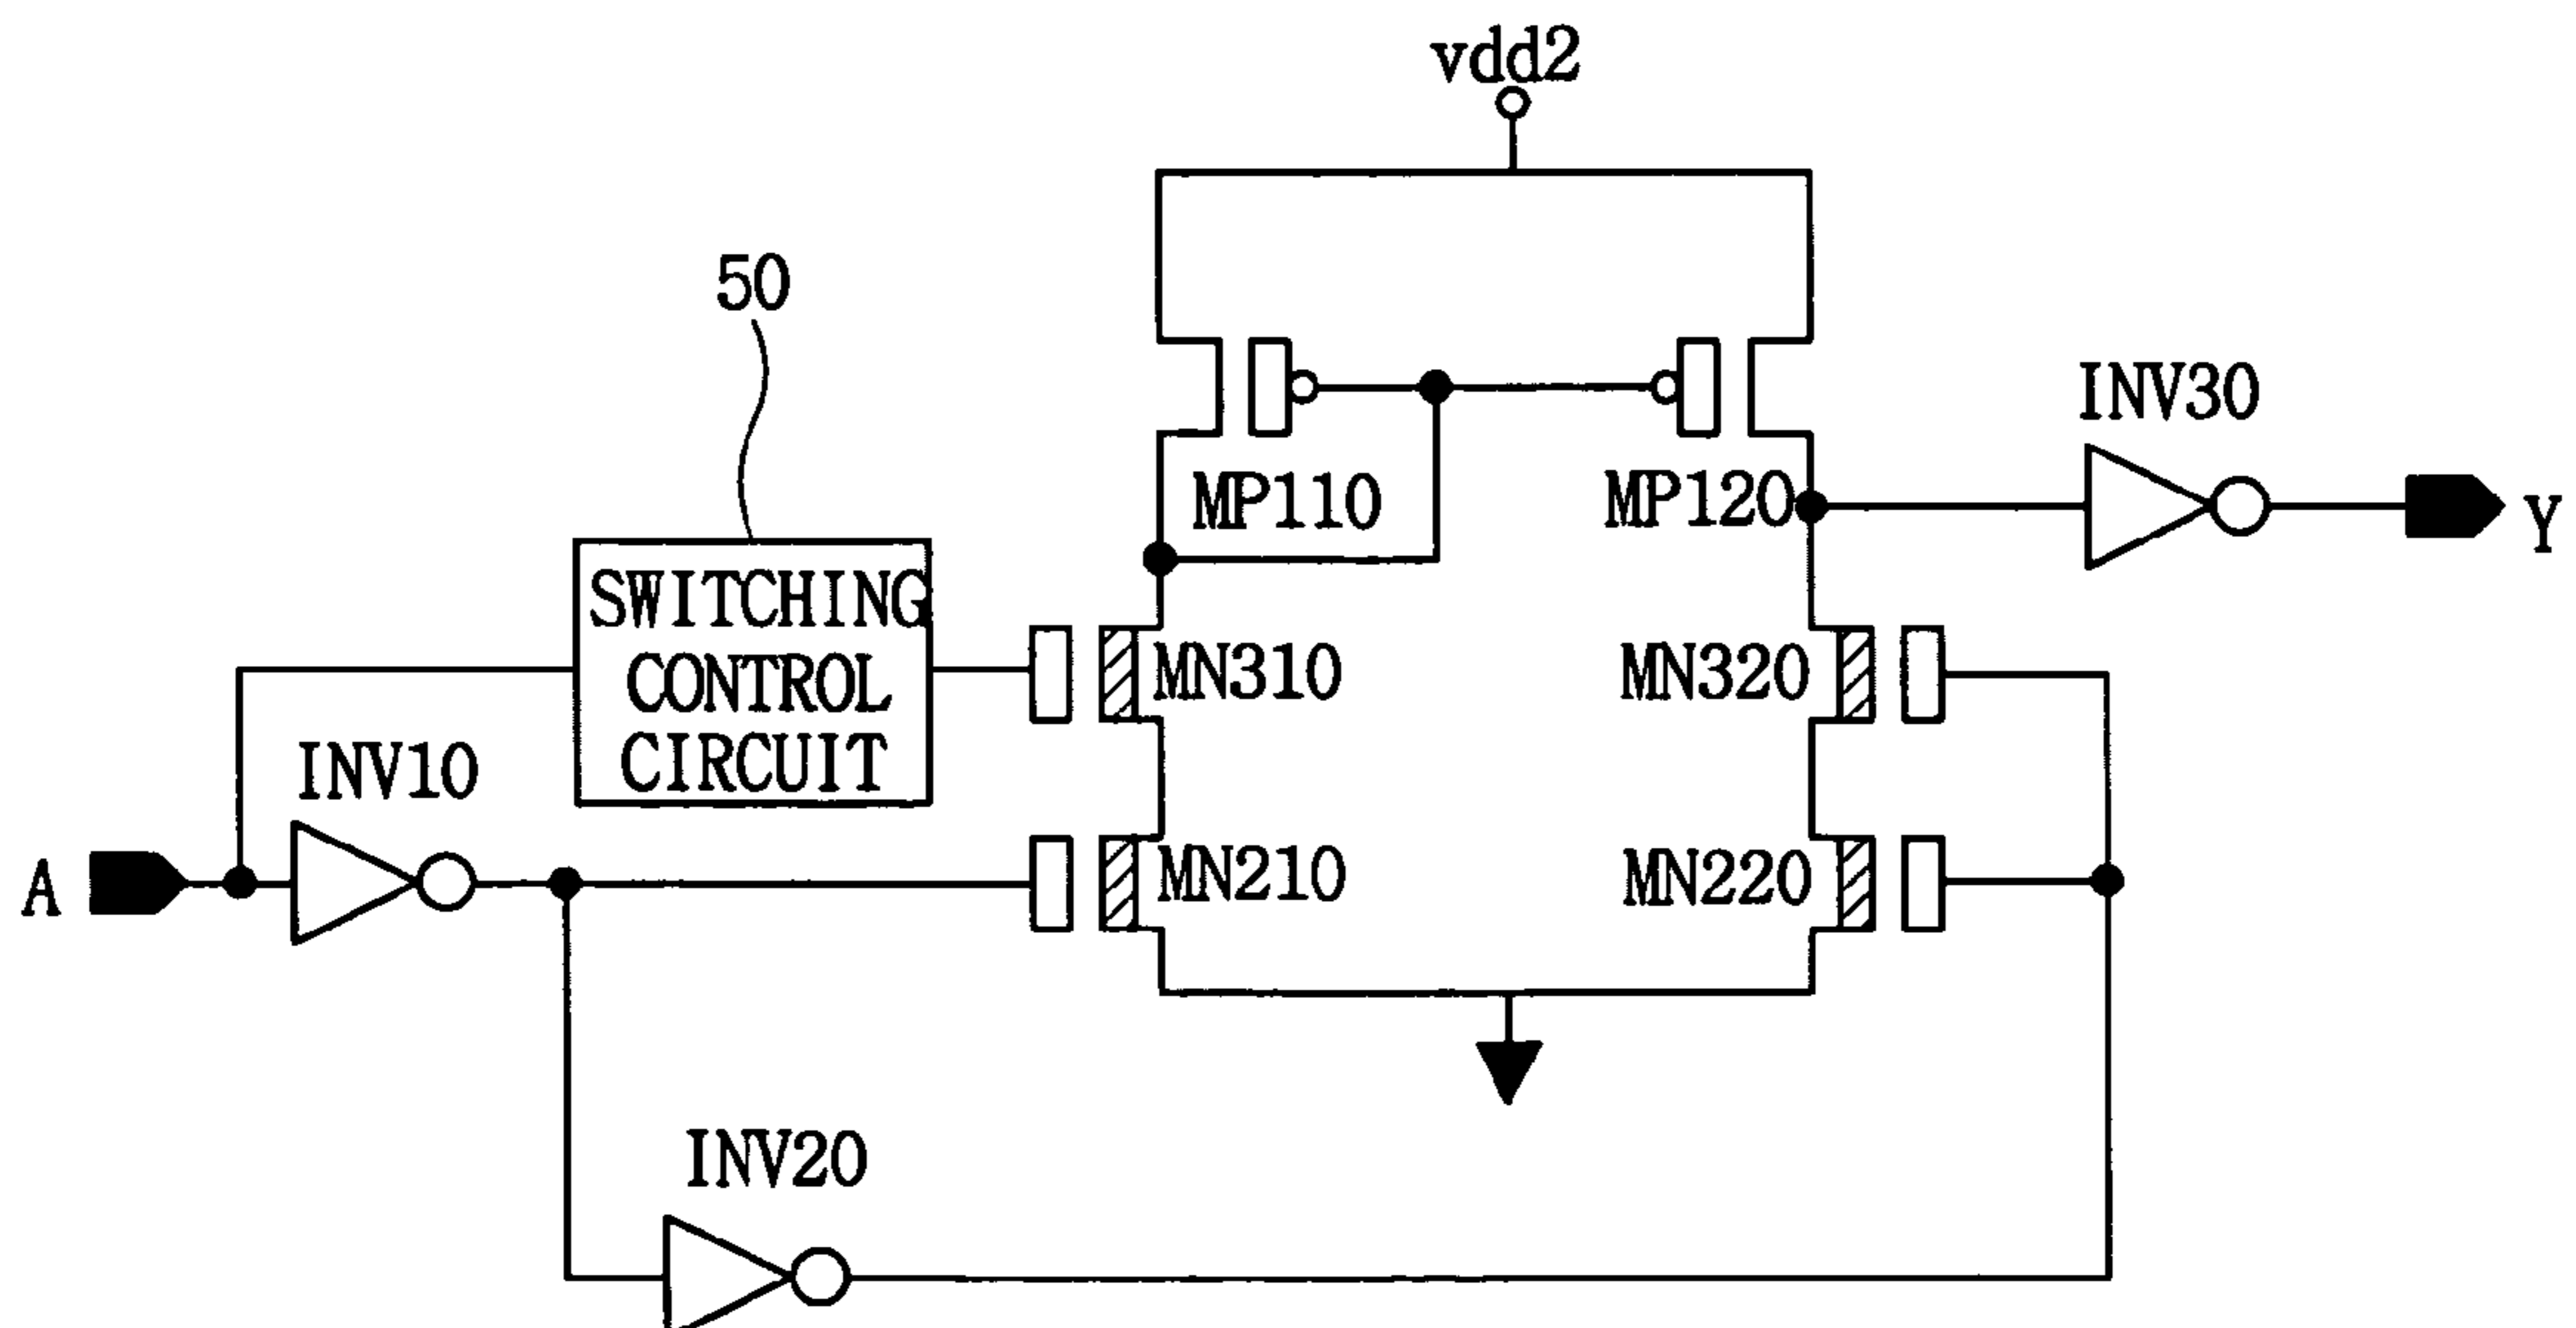 vdd2
50
INV30
MP110
MP120
Y
SWITCHING
CONTROL
CIRCUIT
MN310
MN320
INV10
A
MN210
MN220
INV20